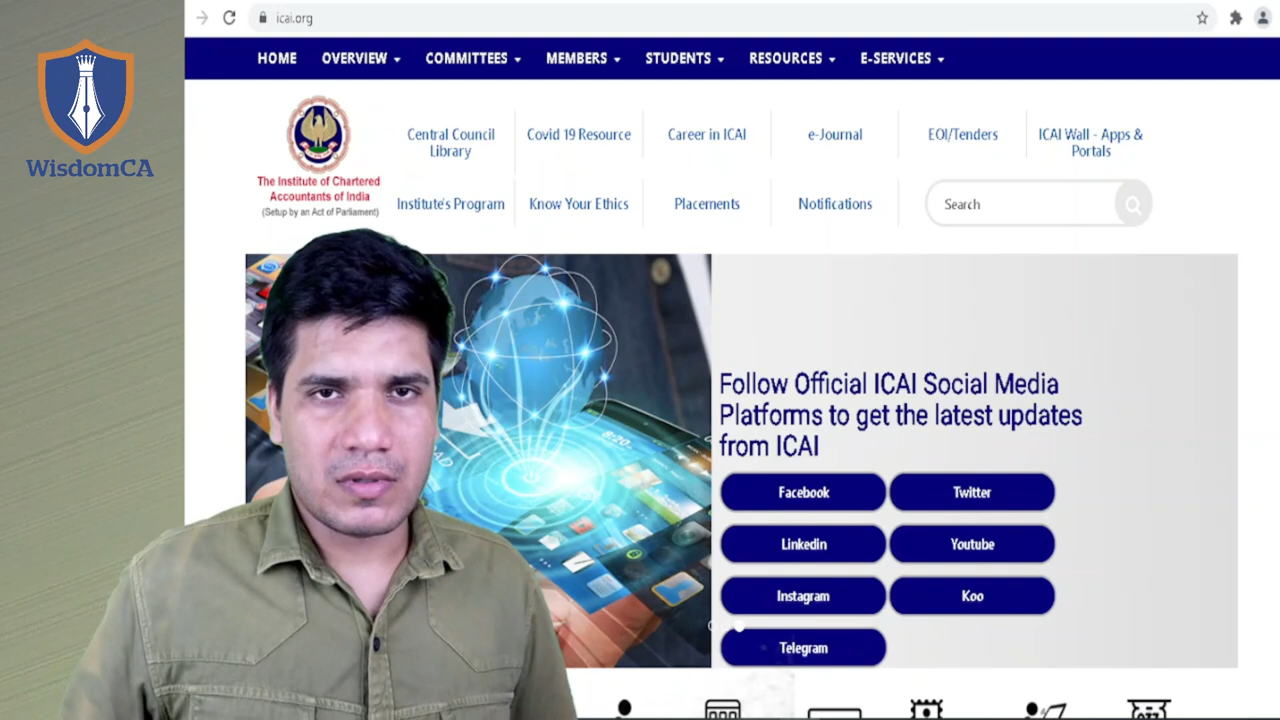 icai.org
HOME OVERVIEW COMMITTEES MEMBERS STUDENTS RESOURCES E-SERVICES
WisdomCA
The Institute of Chartered
Accountants of India
(Setup by an Act of Parliament)
Central Council
Library
Covid 19 Resource
Career in ICAI
e-Journal
EOI/Tenders
ICAI Wall - Apps &
Portals
Institute's Program
Know Your Ethics
Placements
Notifications
Search
8:20
Follow Official ICAI Social Media
Platforms to get the latest updates
from ICAI
Facebook
Twitter
Linkedin
Youtube
Instagram
Koo
Telegram